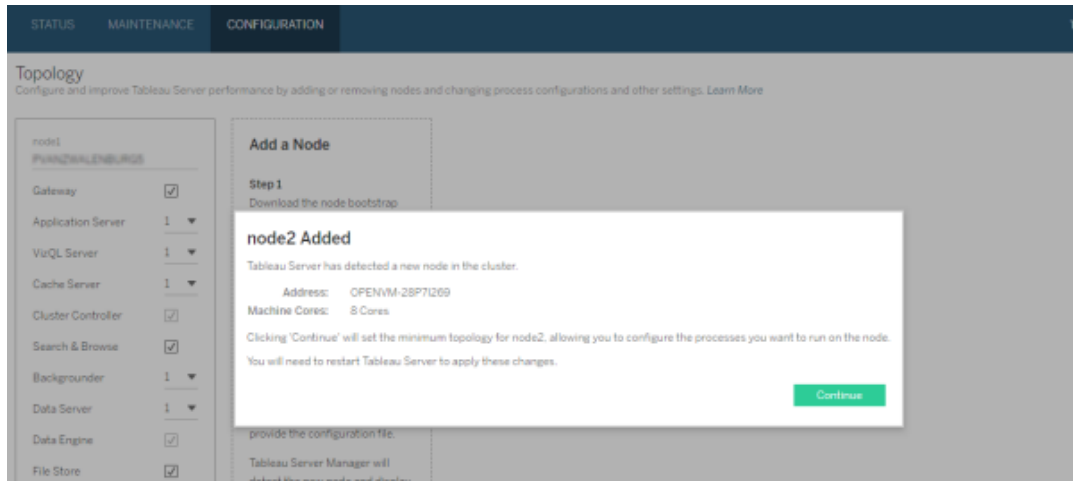 STATUS MAINTENANCE CONFIGURATION
Topology
Configure and improve Tableau Server performance by adding or removing nodes and changing process configurations and other settings. Learn More
node1
Gateway
Application Server 1
VizQL Server 1
Cache Server 1
Cluster Controller
Search & Browse
Backgrounder 1
Data Server 1
Data Engine
File Store
Add a Node
Step 1
Download the node bootstrap
node2 Added
Tableau Server has detected a new node in the cluster.
Address: OPENVM-28P7I269
Machine Cores: 8 Cores
Clicking 'Continue' will set the minimum topology for node2, allowing you to configure the processes you want to run on the node.
You will need to restart Tableau Server to apply these changes.
Continue
provide the configuration file.
Tableau Server Manager will
detect the new node and display